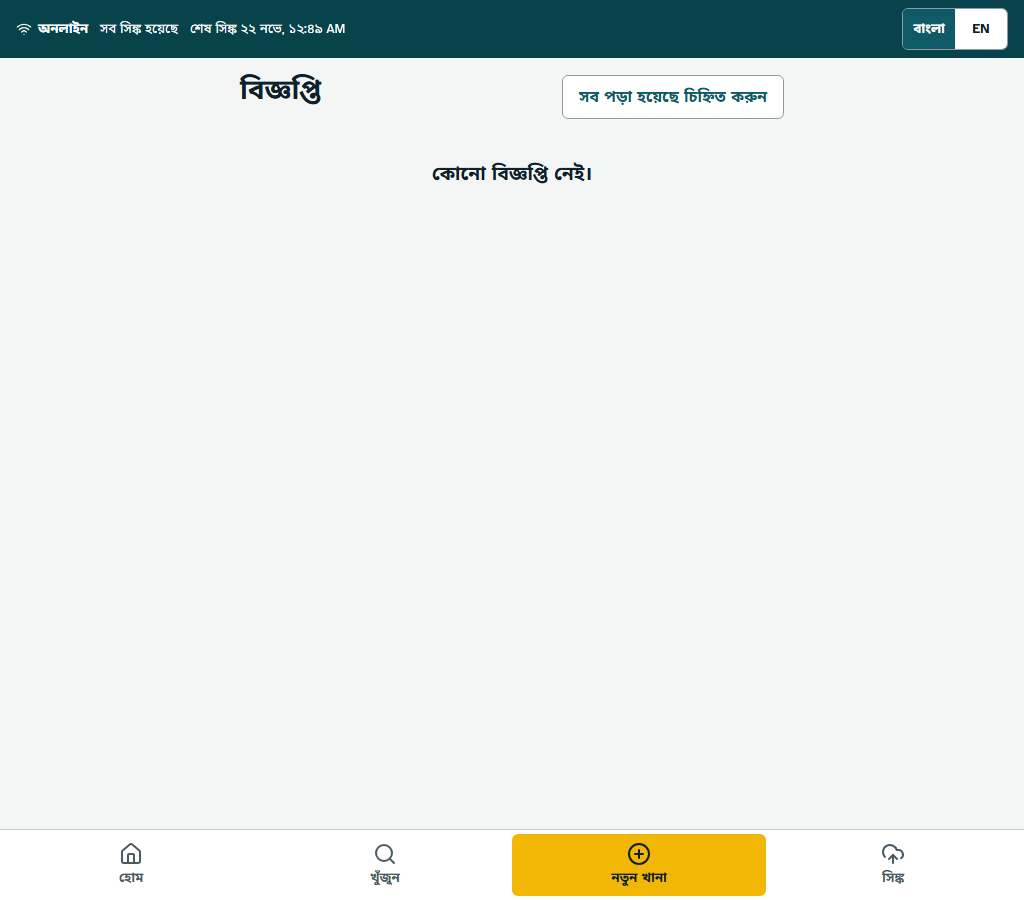 অনলাইন সব সিঙ্ক হয়েছে শেষ সিঙ্ক ২২ নভে, ১২:৪৯ AM
বাংলা EN
বিজ্ঞপ্তি
সব পড়া হয়েছে চিহ্নিত করুন
কোনো বিজ্ঞপ্তি নেই।
হোম
খুঁজুন
নতুন খানা
সিঙ্ক